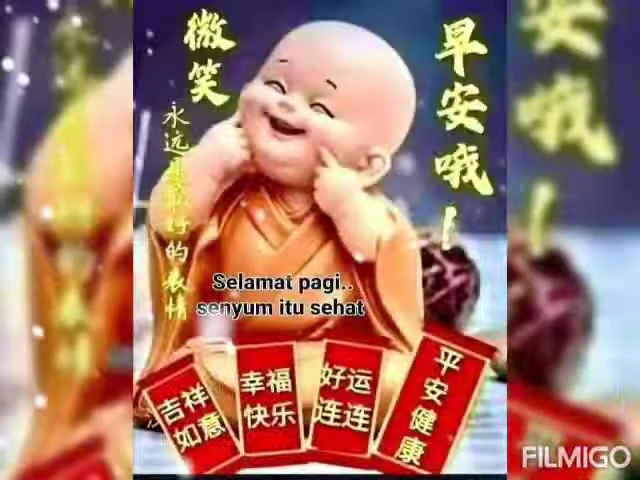 微笑
永远是最好的表情
早安哦！
Selamat pagi..
senyum itu sehat
吉祥
如意
幸福
快乐
好运
连连
平安健康
FILMIGO